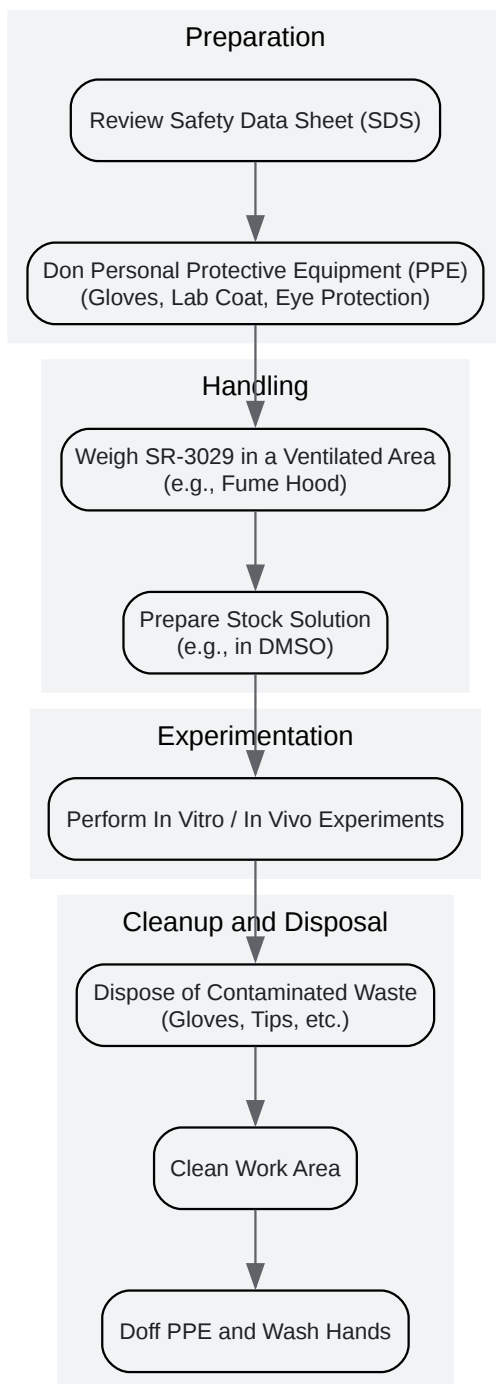 Preparation
Review Safety Data Sheet (SDS)
Don Personal Protective Equipment (PPE)
(Gloves, Lab Coat, Eye Protection)
Handling
Weigh SR-3029 in a Ventilated Area
(e.g., Fume Hood)
Prepare Stock Solution
(e.g., in DMSO)
Experimentation
Perform In Vitro / In Vivo Experiments
Cleanup and Disposal
Dispose of Contaminated Waste
(Gloves, Tips, etc.)
Clean Work Area
Doff PPE and Wash Hands